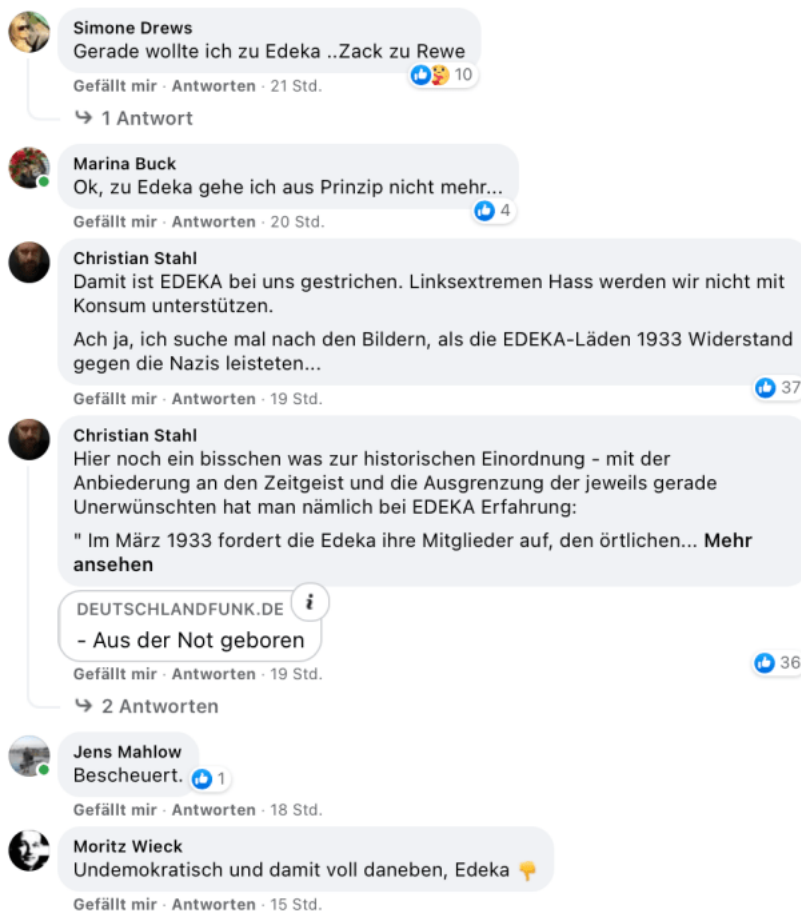 Simone Drews
Gerade wollte ich zu Edeka ..Zack zu Rewe
10
Gefällt mir · Antworten · 21 Std.
1 Antwort
Marina Buck
Ok, zu Edeka gehe ich aus Prinzip nicht mehr...
4
Gefällt mir · Antworten · 20 Std.
Christian Stahl
Damit ist EDEKA bei uns gestrichen. Linksextremen Hass werden wir nicht mit
Konsum unterstützen.
Ach ja, ich suche mal nach den Bildern, als die EDEKA-Läden 1933 Widerstand
gegen die Nazis leisteten...
37
Gefällt mir · Antworten · 19 Std.
Christian Stahl
Hier noch ein bisschen was zur historischen Einordnung - mit der
Anbiederung an den Zeitgeist und die Ausgrenzung der jeweils gerade
Unerwünschten hat man nämlich bei EDEKA Erfahrung:
" Im März 1933 fordert die Edeka ihre Mitglieder auf, den örtlichen... Mehr
ansehen
DEUTSCHLANDFUNK.DE i
- Aus der Not geboren
36
Gefällt mir · Antworten · 19 Std.
2 Antworten
Jens Mahlow
Bescheuert. 1
Gefällt mir · Antworten · 18 Std.
Moritz Wieck
Undemokratisch und damit voll daneben, Edeka 👎
Gefällt mir · Antworten · 15 Std.